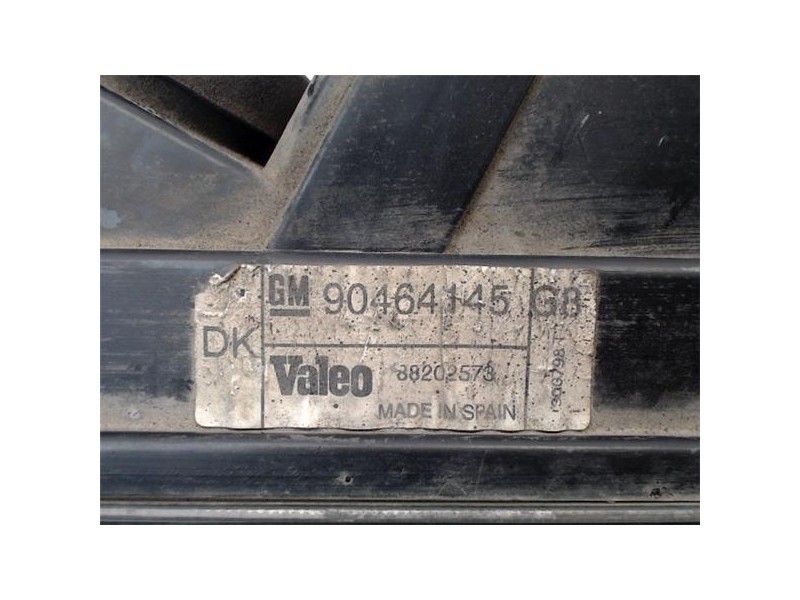 GM 90464145 G8
DK
Valeo 88202573
MADE IN SPAIN